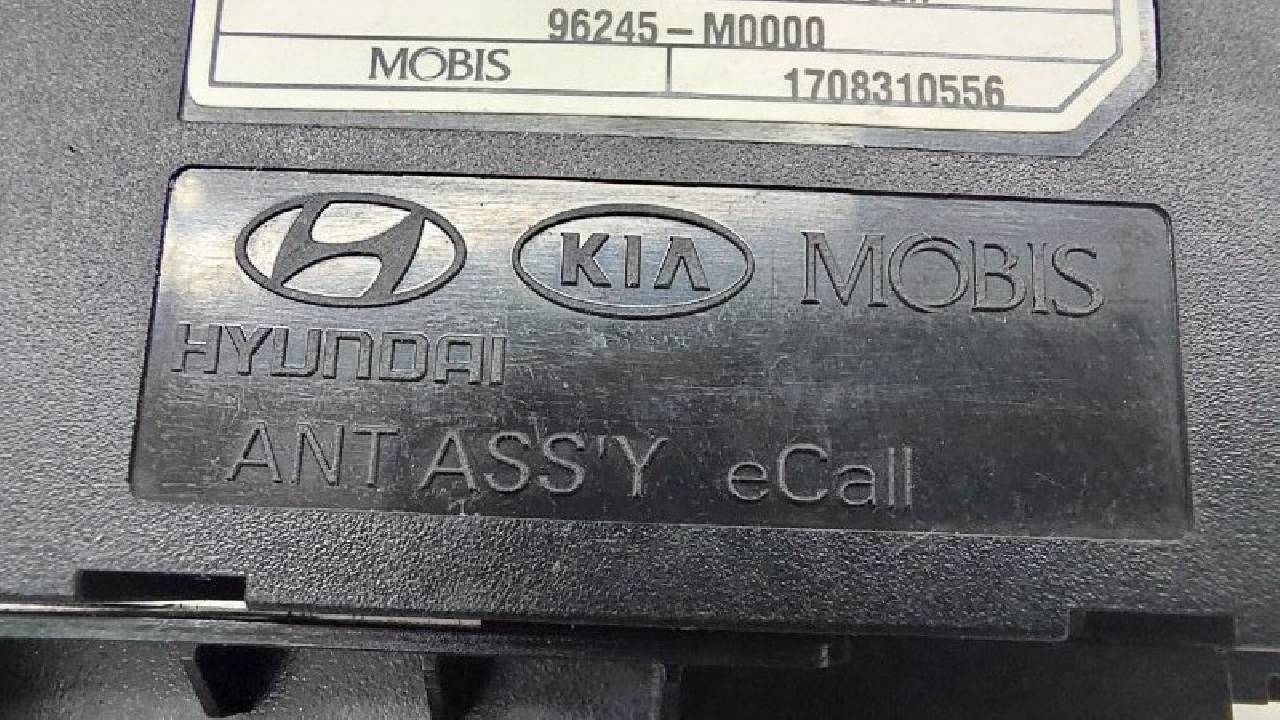 96245-M0000
MOBIS 1708310556
KIA MOBIS
HYUNDAI
ANT ASS'Y eCall